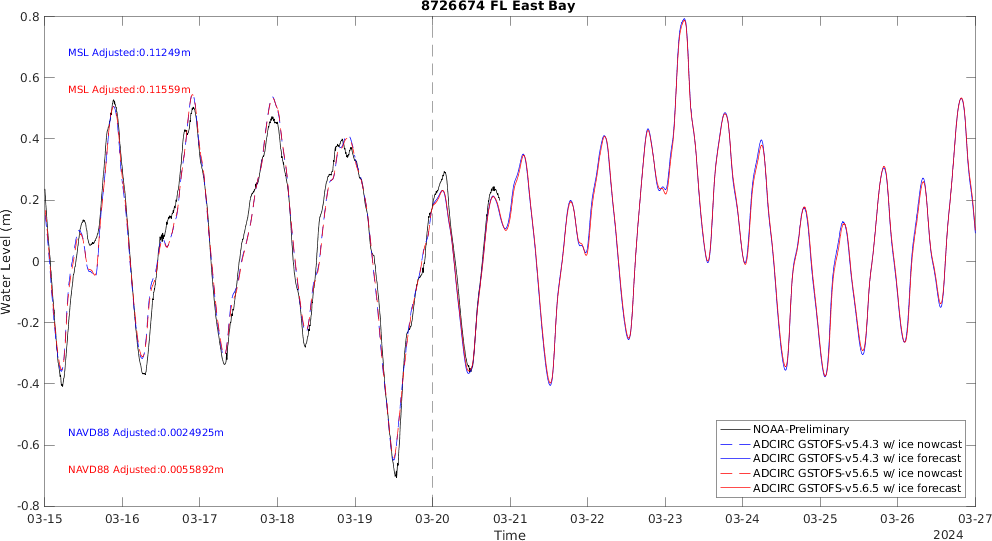 8726674 FL East Bay
0.8
0.6
0.4
0.2
0
-0.2
-0.4
-0.6
-0.8
Water Level (m)
MSL Adjusted:0.11249m
MSL Adjusted:0.11559m
NAVD88 Adjusted:0.0024925m
NAVD88 Adjusted:0.0055892m
NOAA-Preliminary
ADCIRC GSTOFS-v5.4.3 w/ ice nowcast
ADCIRC GSTOFS-v5.4.3 w/ ice forecast
ADCIRC GSTOFS-v5.6.5 w/ ice nowcast
ADCIRC GSTOFS-v5.6.5 w/ ice forecast
03-15 03-16 03-17 03-18 03-19 03-20 03-21 03-22 03-23 03-24 03-25 03-26 03-27
Time
2024